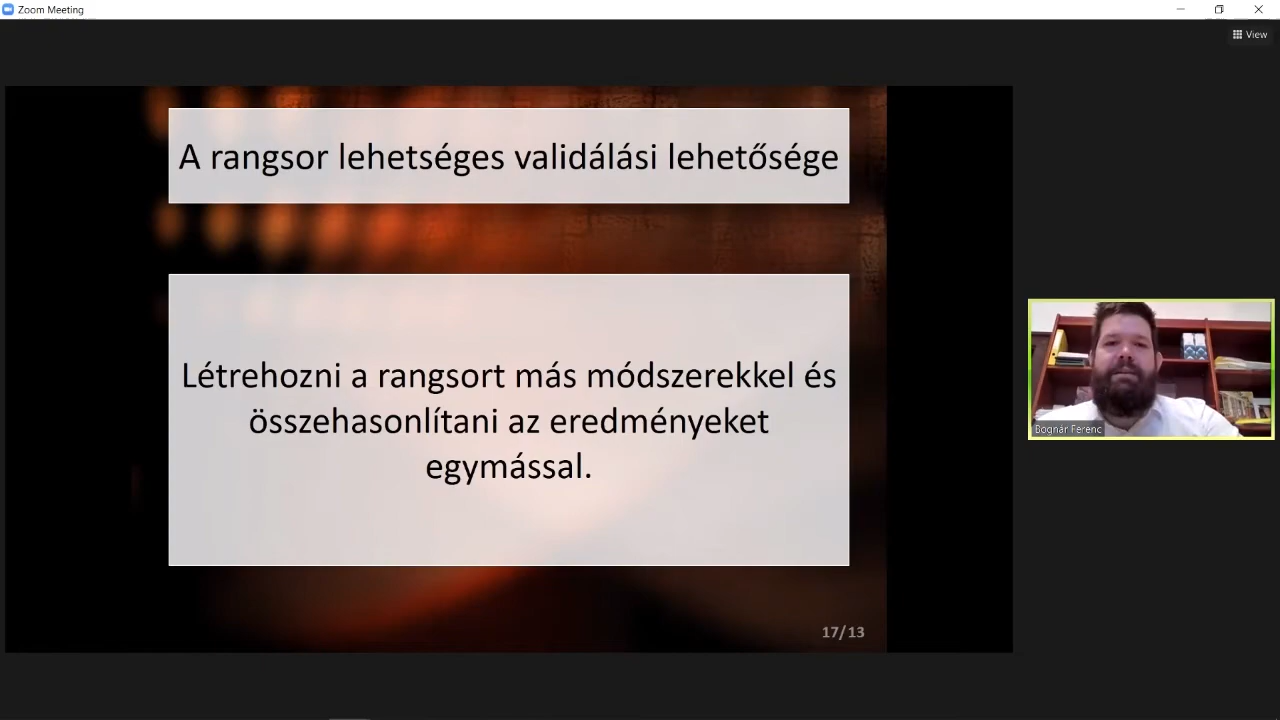 Zoom Meeting
View
A rangsor lehetséges validálási lehetősége
Létrehozni a rangsort más módszerekkel és
összehasonlítani az eredményeket
egymással.
Bognár Ferenc
17/13